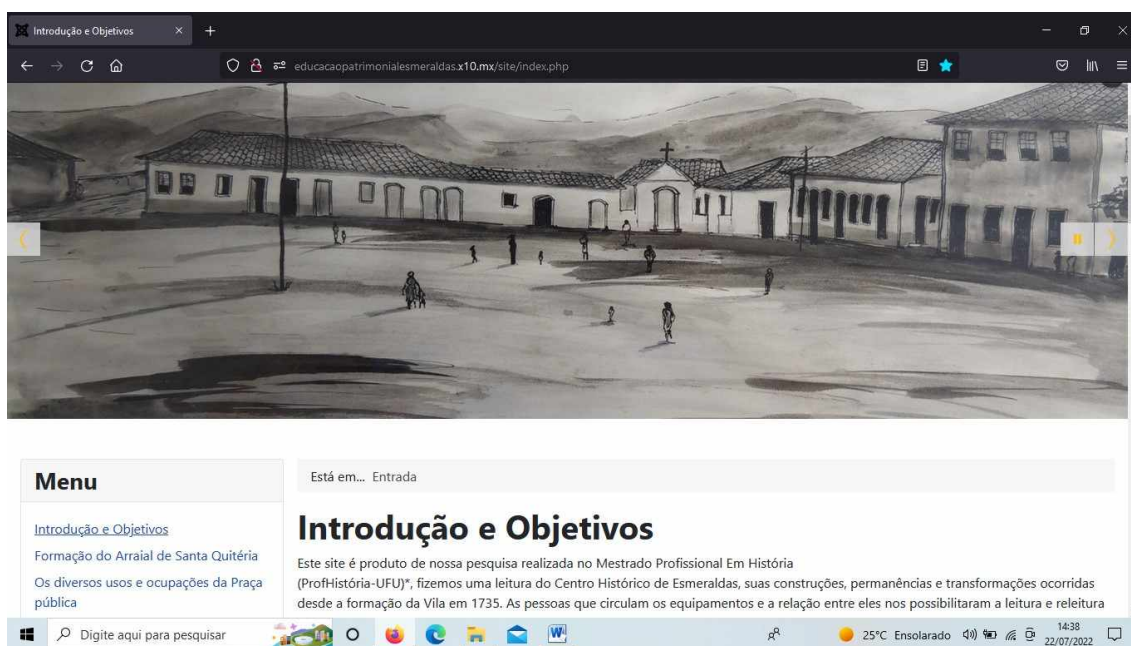 Introdução e Objetivos
educacaopatrimonialesmeraldas.x10.mx/site/index.php
Menu
Introdução e Objetivos
Formação do Arraial de Santa Quitéria
Os diversos usos e ocupações da Praça
pública
Está em... Entrada
Introdução e Objetivos
Este site é produto de nossa pesquisa realizada no Mestrado Profissional Em História
(ProfHistória-UFU)*, fizemos uma leitura do Centro Histórico de Esmeraldas, suas construções, permanências e transformações ocorridas
desde a formação da Vila em 1735. As pessoas que circulam os equipamentos e a relação entre eles nos possibilitaram a leitura e releitura
Digite aqui para pesquisar
25°C Ensolarado
14:38
22/07/2022